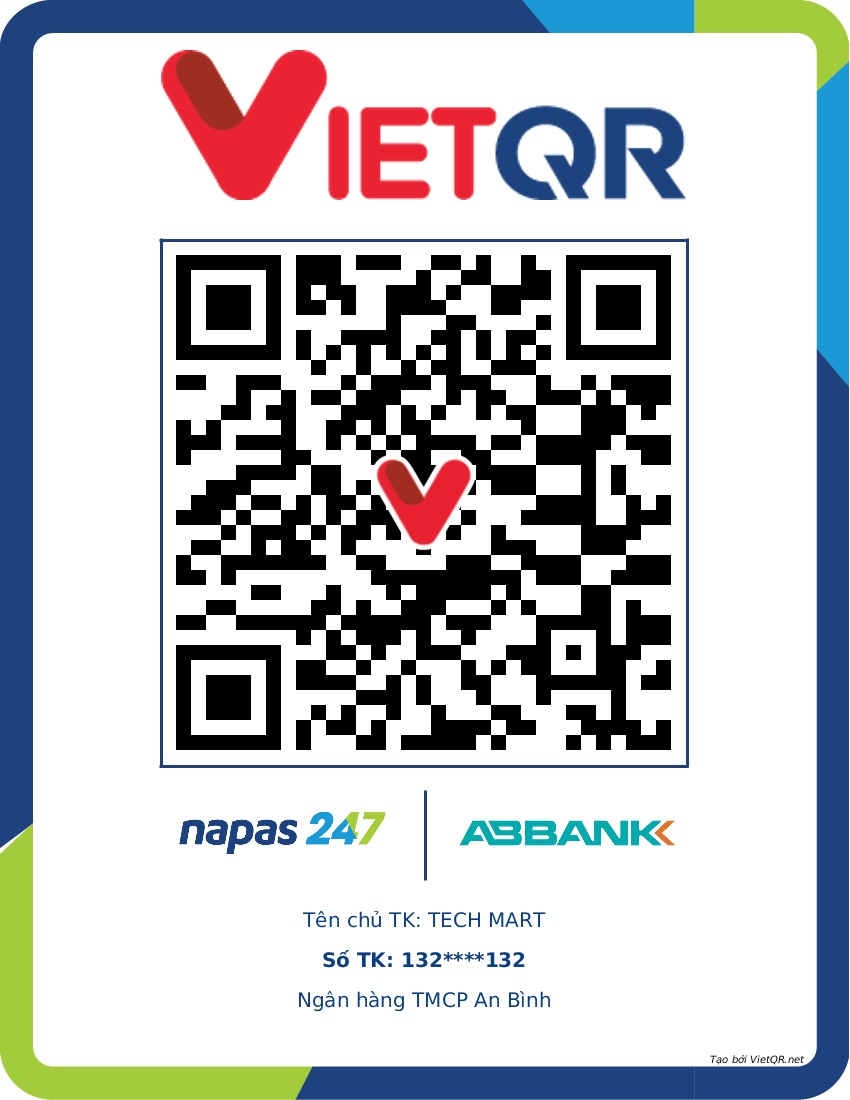 VIETQR
napas 247
ABBANK
Tên chủ TK: TECH MART
Số TK: 132****132
Ngân hàng TMCP An Bình
Tạo bởi VietQR.net